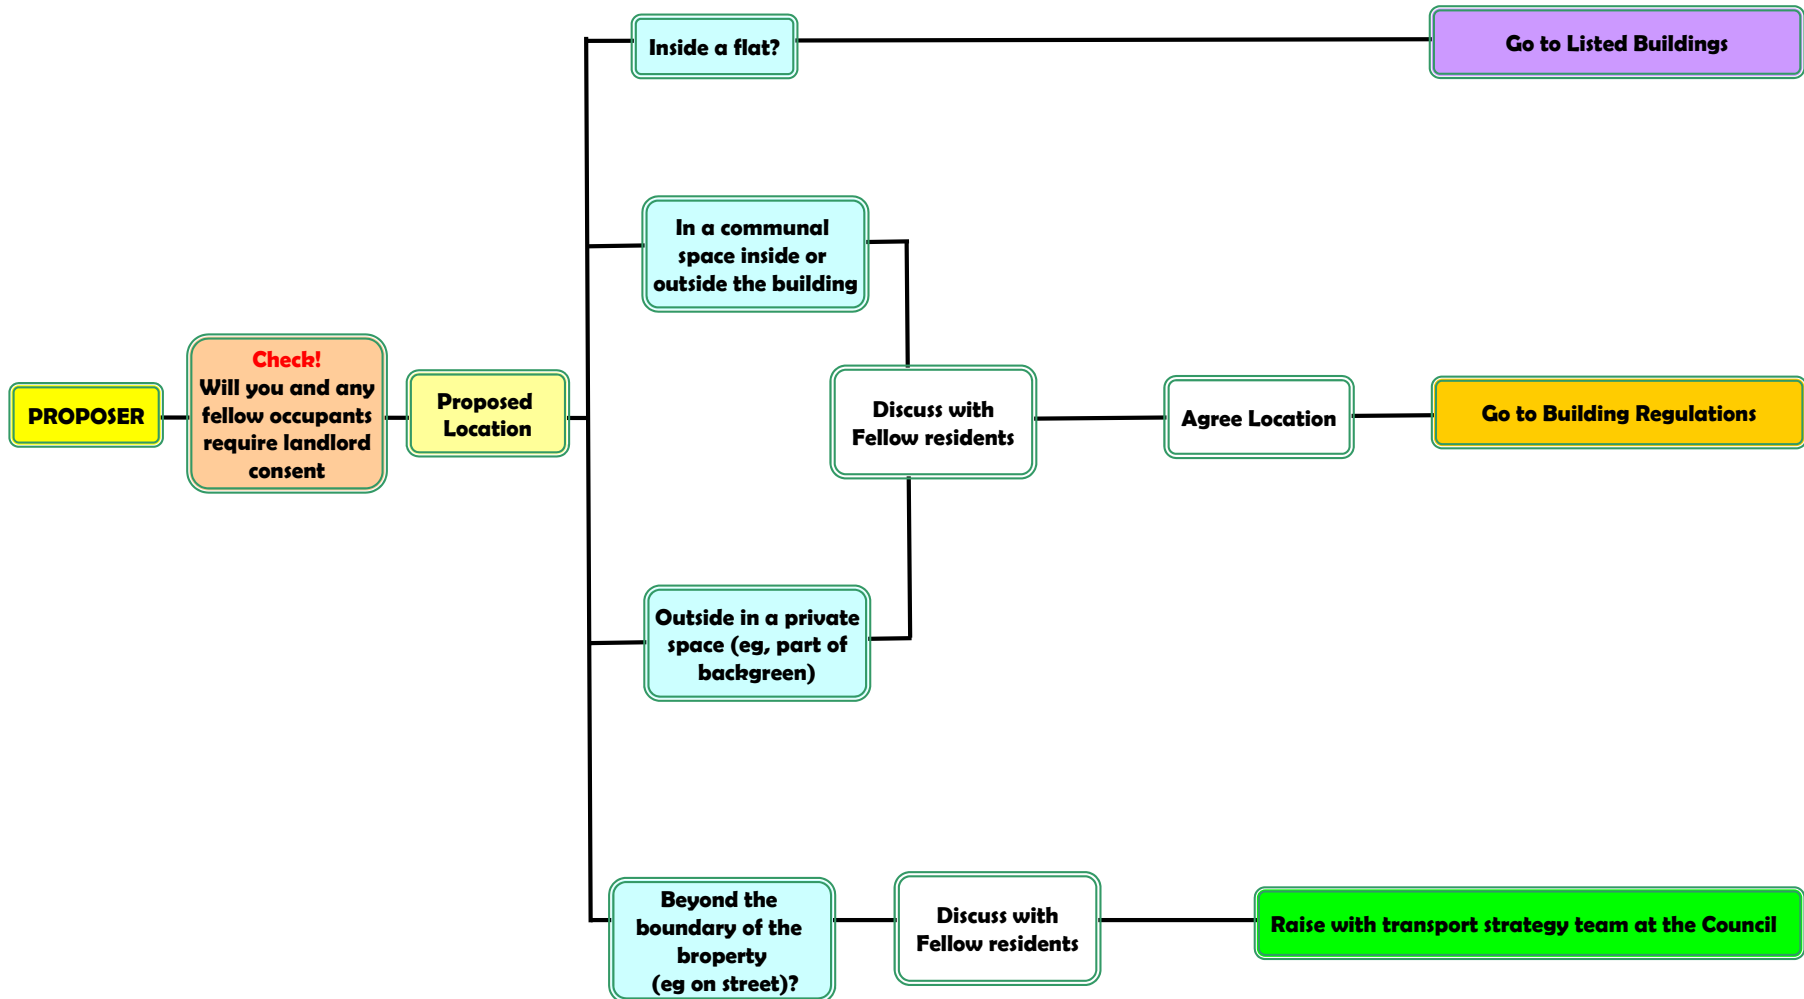 Inside a flat?
Go to Listed Buildings
In a communal
space inside or
outside the building
Check!
Will you and any
fellow occupants
require landlord
consent
PROPOSER
Proposed
Location
Discuss with
Fellow residents
Agree Location
Go to Building Regulations
Outside in a private
space (eg, part of
backgreen)
Beyond the
boundary of the
broperty
(eg on street)?
Discuss with
Fellow residents
Raise with transport strategy team at the Council